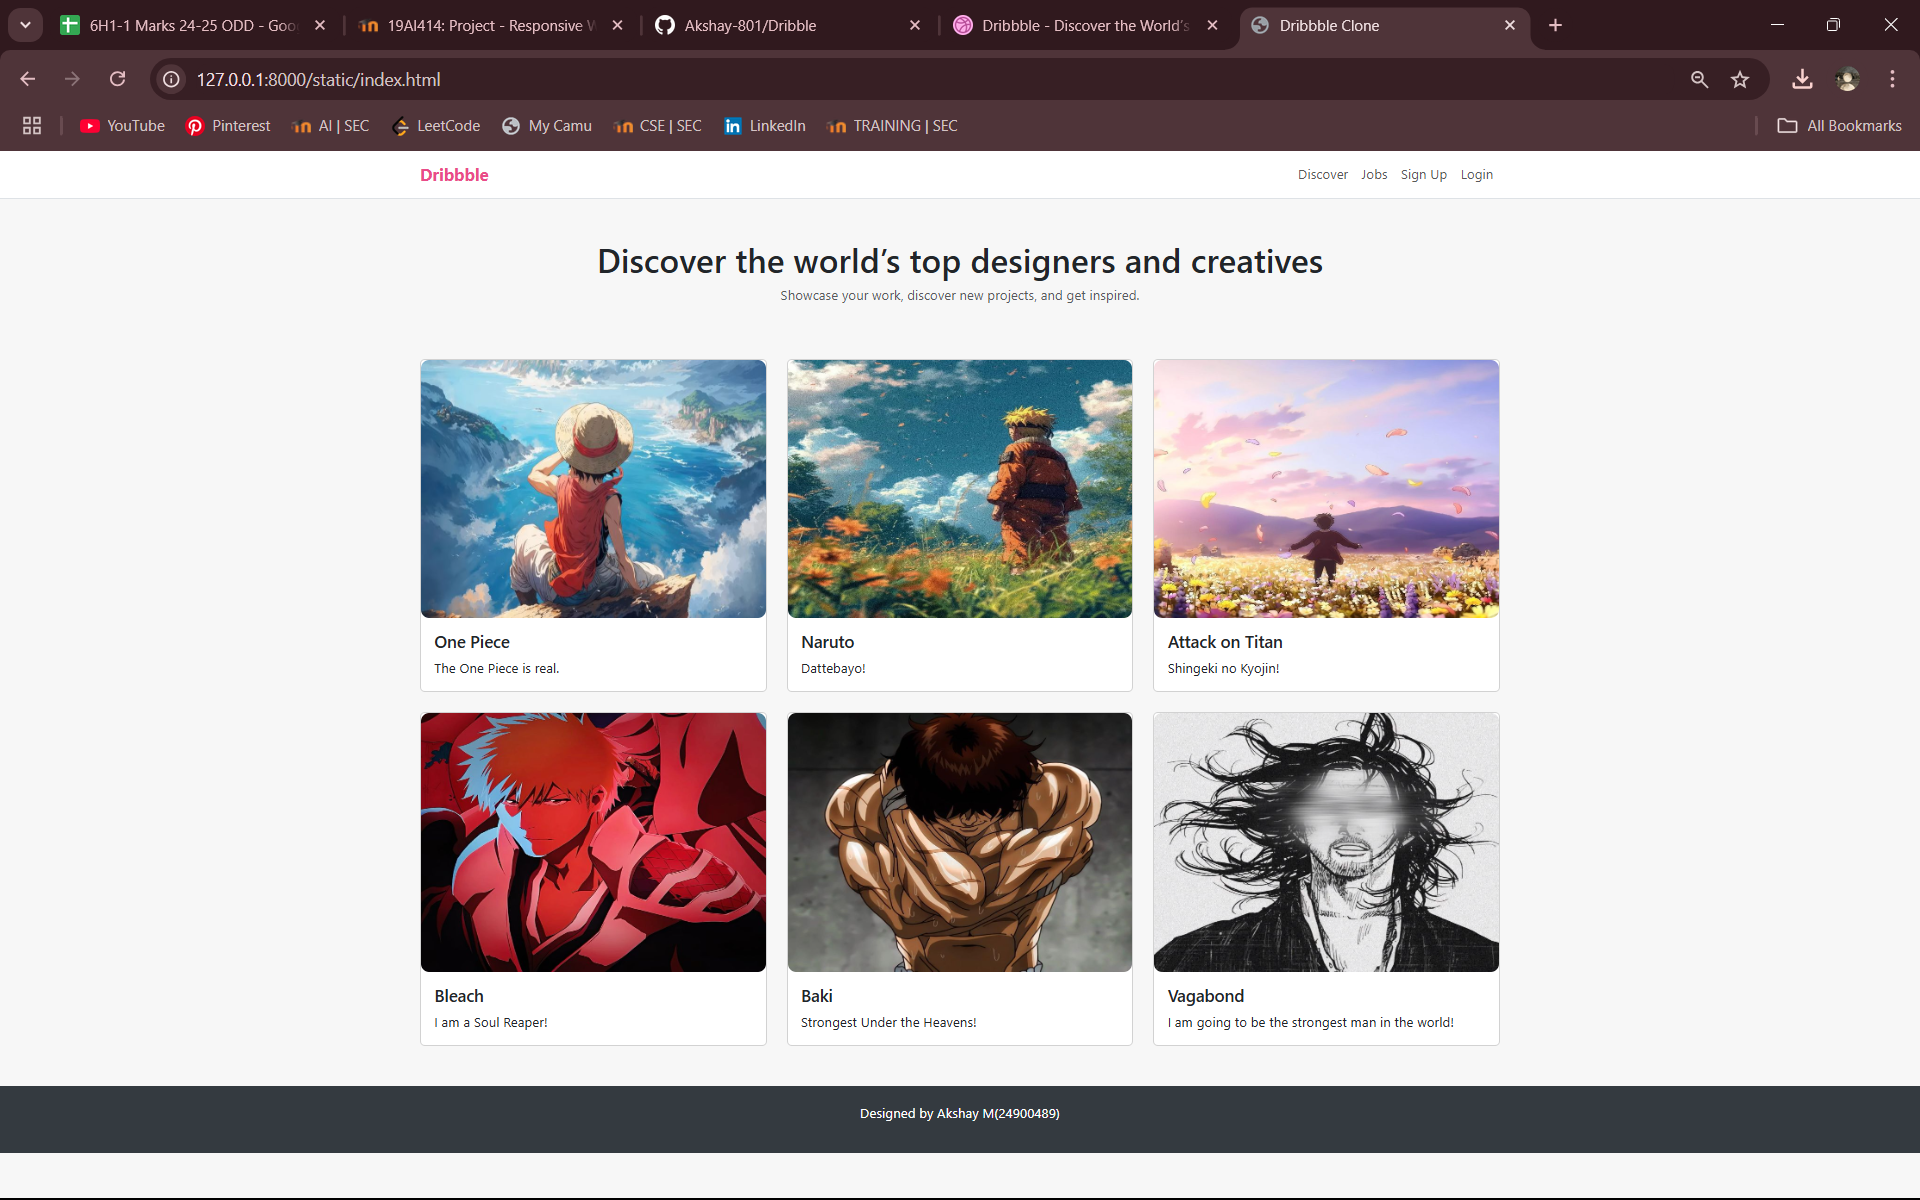 6H1-1 Marks 24-25 ODD - Goo
19AI414: Project - Responsive W
Akshay-801/Dribble
Dribbble - Discover the World's
Dribbble Clone
127.0.0.1:8000/static/index.html
YouTube
Pinterest
AI | SEC
LeetCode
My Camu
CSE | SEC
LinkedIn
TRAINING | SEC
All Bookmarks
Dribbble
Discover Jobs Sign Up Login
Discover the world’s top designers and creatives
Showcase your work, discover new projects, and get inspired.
One Piece
The One Piece is real.
Naruto
Dattebayo!
Attack on Titan
Shingeki no Kyojin!
Bleach
I am a Soul Reaper!
Baki
Strongest Under the Heavens!
Vagabond
I am going to be the strongest man in the world!
Designed by Akshay M(24900489)